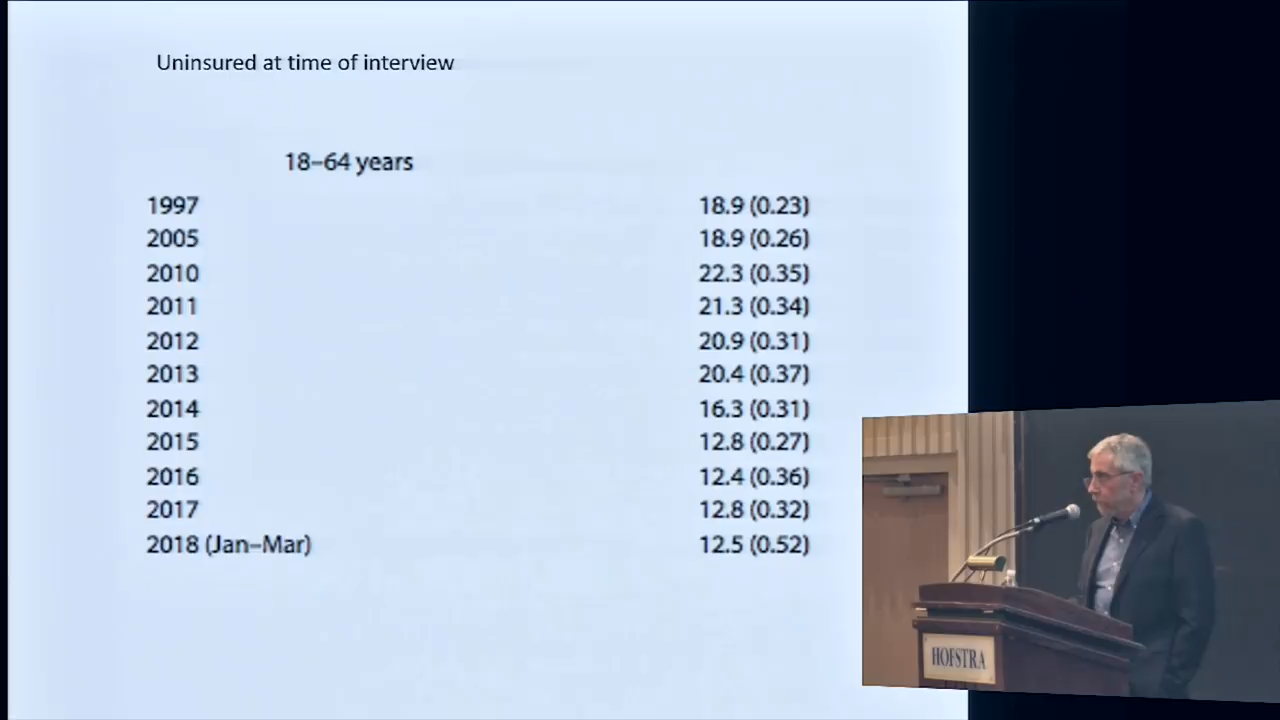 Uninsured at time of interview
18–64 years
1997 18.9 (0.23)
2005 18.9 (0.26)
2010 22.3 (0.35)
2011 21.3 (0.34)
2012 20.9 (0.31)
2013 20.4 (0.37)
2014 16.3 (0.31)
2015 12.8 (0.27)
2016 12.4 (0.36)
2017 12.8 (0.32)
2018 (Jan–Mar) 12.5 (0.52)
HOFSTRA